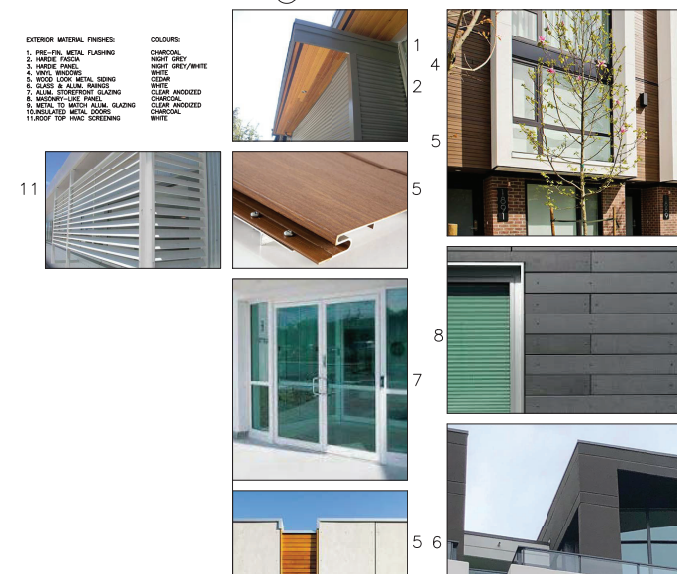 EXTERIOR MATERIAL FINISHES: COLOURS:
1. PRE-FIN. METAL FLASHING CHARCOAL
2. HARDIE FASCIA NIGHT GREY
3. HARDIE PANEL NIGHT GREY/WHITE
4. VINYL WINDOWS WHITE
5. WOOD LOOK METAL SIDING CEDAR
6. GLASS & ALUM. RAILINGS WHITE
7. ALUM. STOREFRONT GLAZING CLEAR ANODIZED
8. MASONRY-LIKE PANEL CHARCOAL
9. METAL TO MATCH ALUM. GLAZING CLEAR ANODIZED
10.INSULATED METAL DOORS CHARCOAL
11.ROOF TOP HVAC SCREENING WHITE
1
4
2
5
11
5
8
7
5 6